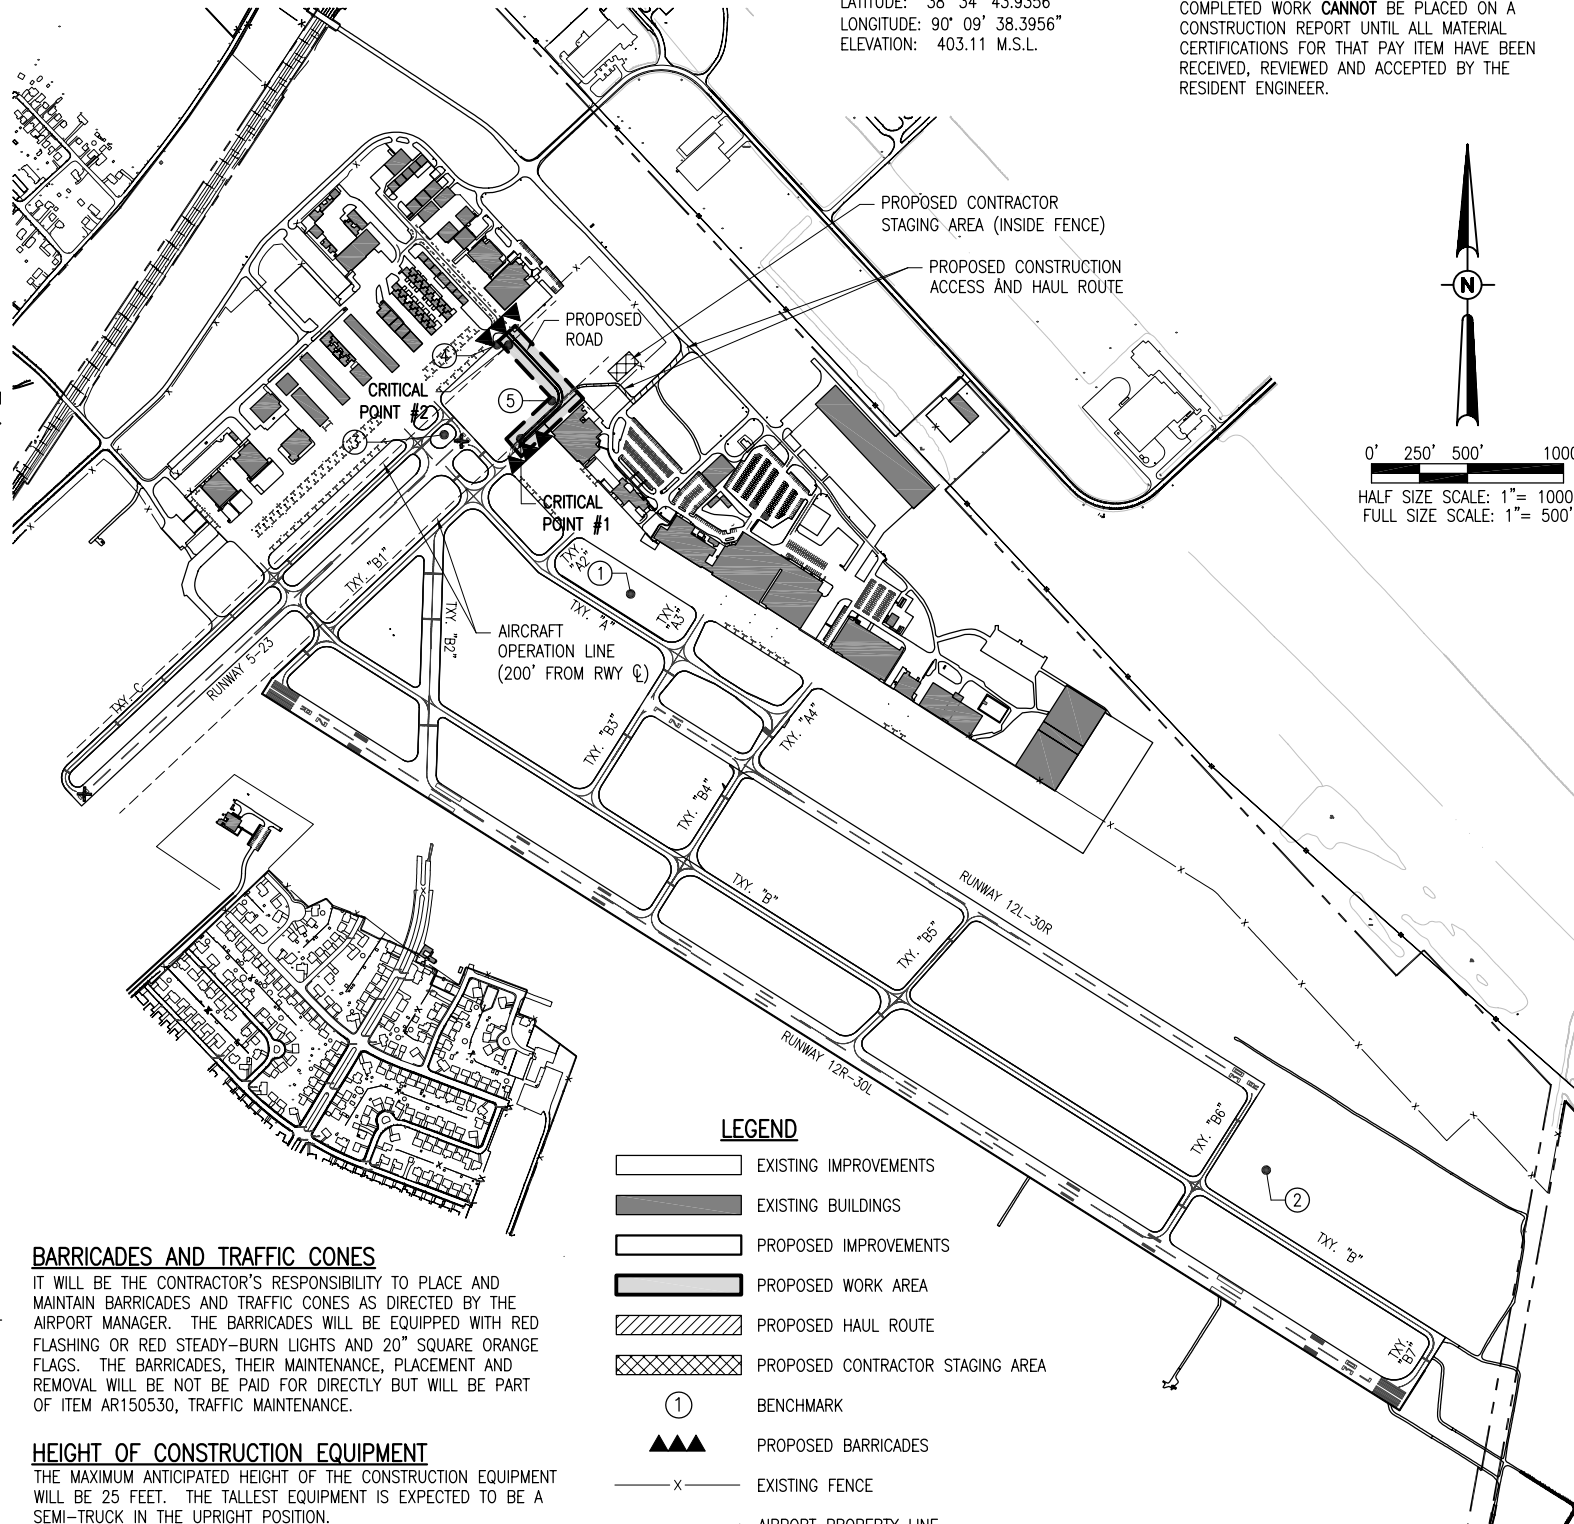 LATITUDE: 38° 34' 43.9356"
LONGITUDE: 90° 09' 38.3956"
ELEVATION: 403.11 M.S.L.
COMPLETED WORK CANNOT BE PLACED ON A
CONSTRUCTION REPORT UNTIL ALL MATERIAL
CERTIFICATIONS FOR THAT PAY ITEM HAVE BEEN
RECEIVED, REVIEWED AND ACCEPTED BY THE
RESIDENT ENGINEER.
PROPOSED CONTRACTOR
STAGING AREA (INSIDE FENCE)
PROPOSED CONSTRUCTION
ACCESS AND HAUL ROUTE
N
0' 250' 500' 1000
HALF SIZE SCALE: 1"= 1000
FULL SIZE SCALE: 1"= 500'
PROPOSED
ROAD
CRITICAL
POINT #2
5
CRITICAL
POINT #1
TXY.
"A2"
1
TXY.
"A3"
TXY. "A"
TXY. "B1"
TXY. "B2"
AIRCRAFT
OPERATION LINE
(200' FROM RWY ℄)
RUNWAY 5-23
TXY-C
TXY. "B3"
TXY. "A4"
TXY. "B4"
TXY. "B"
TXY. "B5"
RUNWAY 12L-30R
RUNWAY 12R-30L
TXY. "B6"
2
TXY. "B"
TXY.
"B7"
LEGEND
EXISTING IMPROVEMENTS
EXISTING BUILDINGS
PROPOSED IMPROVEMENTS
PROPOSED WORK AREA
PROPOSED HAUL ROUTE
PROPOSED CONTRACTOR STAGING AREA
1 BENCHMARK
PROPOSED BARRICADES
x EXISTING FENCE
AIRPORT PROPERTY LINE
BARRICADES AND TRAFFIC CONES
IT WILL BE THE CONTRACTOR'S RESPONSIBILITY TO PLACE AND
MAINTAIN BARRICADES AND TRAFFIC CONES AS DIRECTED BY THE
AIRPORT MANAGER. THE BARRICADES WILL BE EQUIPPED WITH RED
FLASHING OR RED STEADY-BURN LIGHTS AND 20" SQUARE ORANGE
FLAGS. THE BARRICADES, THEIR MAINTENANCE, PLACEMENT AND
REMOVAL WILL BE NOT BE PAID FOR DIRECTLY BUT WILL BE PART
OF ITEM AR150530, TRAFFIC MAINTENANCE.
HEIGHT OF CONSTRUCTION EQUIPMENT
THE MAXIMUM ANTICIPATED HEIGHT OF THE CONSTRUCTION EQUIPMENT
WILL BE 25 FEET. THE TALLEST EQUIPMENT IS EXPECTED TO BE A
SEMI-TRUCK IN THE UPRIGHT POSITION.